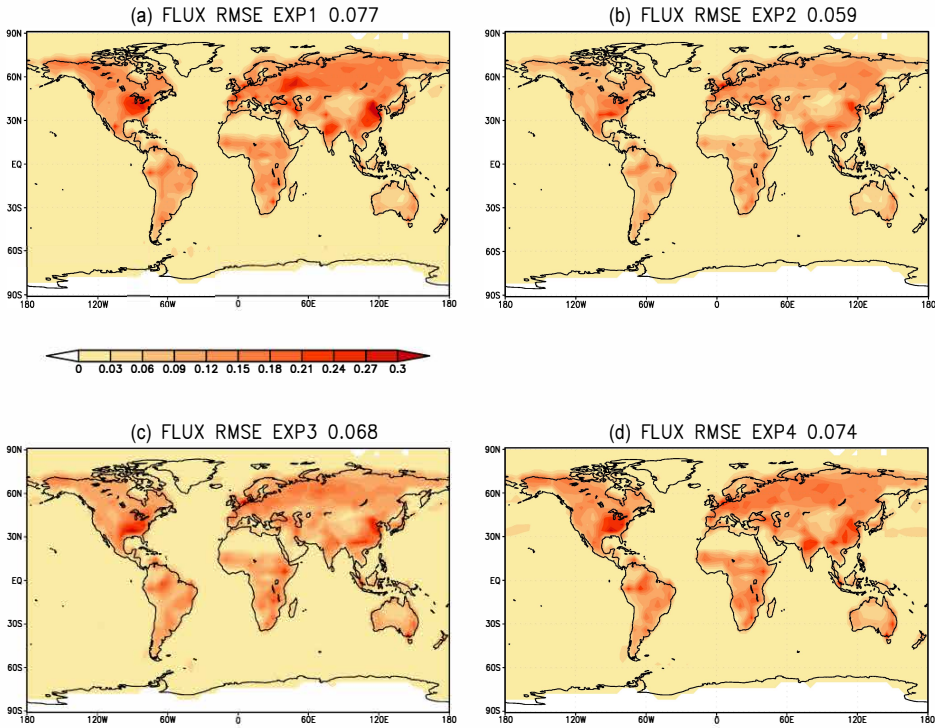 (a) FLUX RMSE EXP1 0.077
90N
60N
30N
EQ
30S
60S
90S
180 120W 60W 0 60E 120E 180
(b) FLUX RMSE EXP2 0.059
90N
60N
30N
EQ
30S
60S
90S
180 120W 60W 0 60E 120E 180
0 0.03 0.06 0.09 0.12 0.15 0.18 0.21 0.24 0.27 0.3
(c) FLUX RMSE EXP3 0.068
90N
60N
30N
EQ
30S
60S
90S
180 120W 60W 0 60E 120E 180
(d) FLUX RMSE EXP4 0.074
90N
60N
30N
EQ
30S
60S
90S
180 120W 60W 0 60E 120E 180